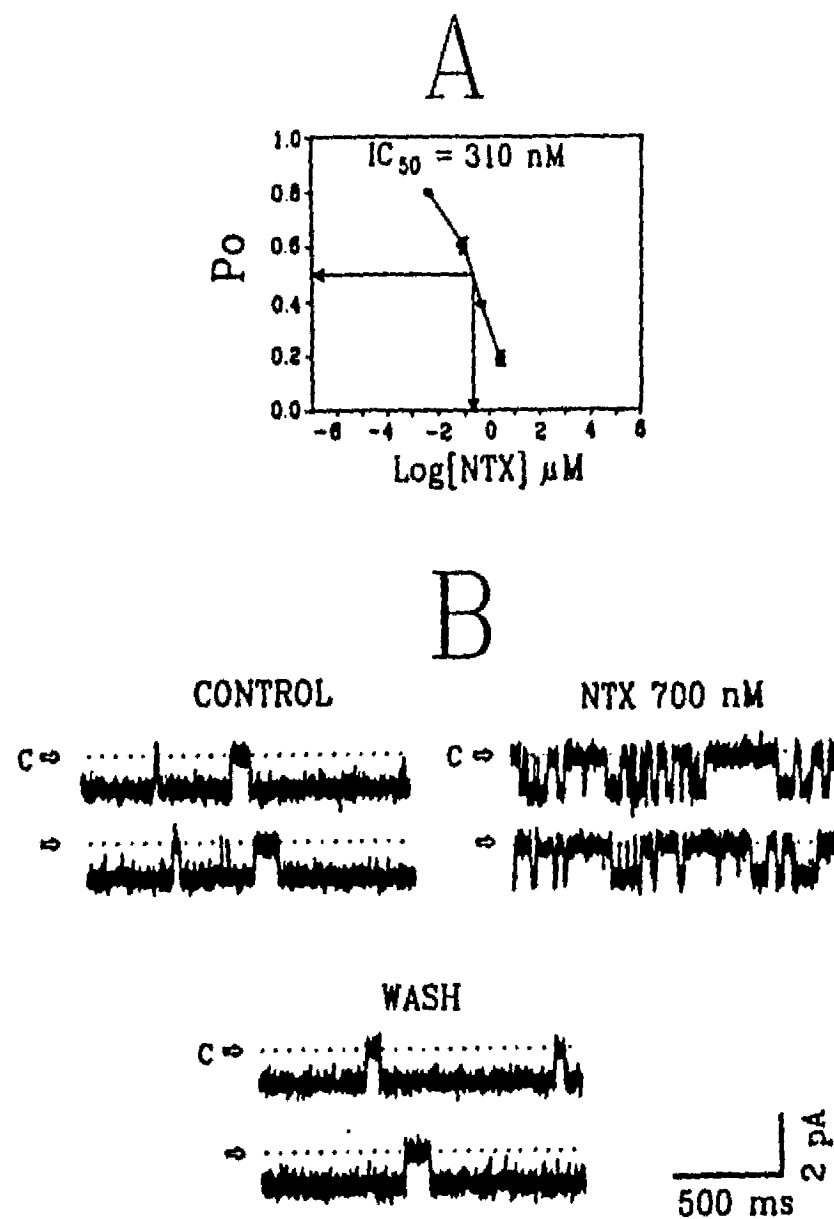 A
IC50 = 310 nM
Po
1.0
0.8
0.6
0.4
0.2
0.0
-6 -4 -2 0 2 4 6
Log[NTX] μM
B
CONTROL
NTX 700 nM
C ⇨
C ⇨
⇨
⇨
WASH
C ⇨
⇨
2 pA
500 ms